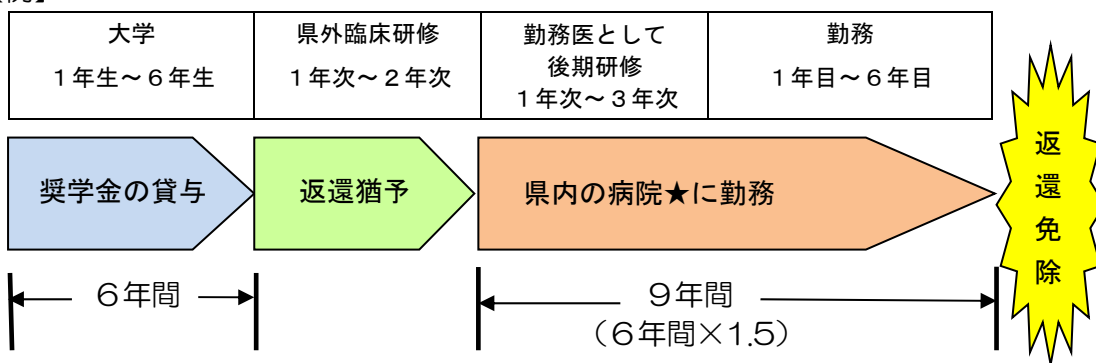 大学
1年生～6年生
県外臨床研修
1年次～2年次
勤務医として
後期研修
1年次～3年次
勤務
1年目～6年目
奨学金の貸与
返還猶予
県内の病院★に勤務
返還免除
6年間
9年間
（6年間×1.5）